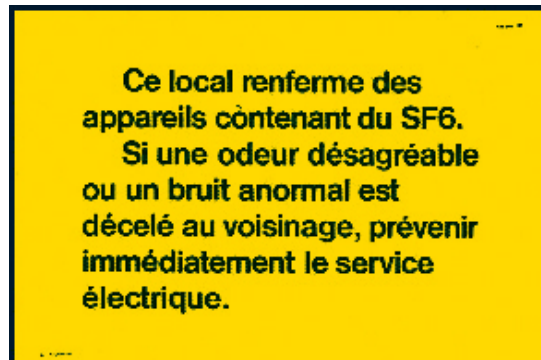 Ce local renferme des
appareils contenant du SF6.
Si une odeur désagréable
ou un bruit anormal est
décelé au voisinage, prévenir
immédiatement le service
électrique.